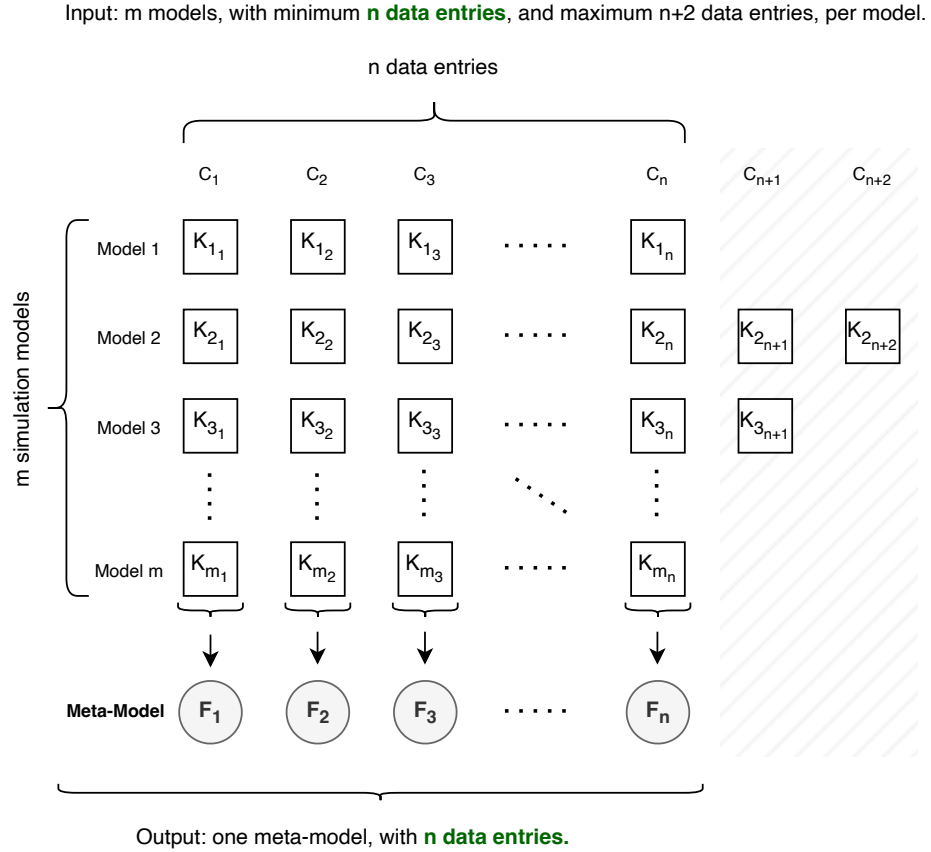 Input: m models, with minimum n data entries, and maximum n+2 data entries, per model.
n data entries
C₁ C₂ C₃ Cₙ Cₙ₊₁ Cₙ₊₂
m simulation models
Model 1 K₁₁ K₁₂ K₁₃ ..... K₁ₙ
Model 2 K₂₁ K₂₂ K₂₃ ..... K₂ₙ K₂ₙ₊₁ K₂ₙ₊₂
Model 3 K₃₁ K₃₂ K₃₃ ..... K₃ₙ K₃ₙ₊₁
Model m Kₘ₁ Kₘ₂ Kₘ₃ ..... Kₘₙ
Meta-Model F₁ F₂ F₃ ..... Fₙ
Output: one meta-model, with n data entries.